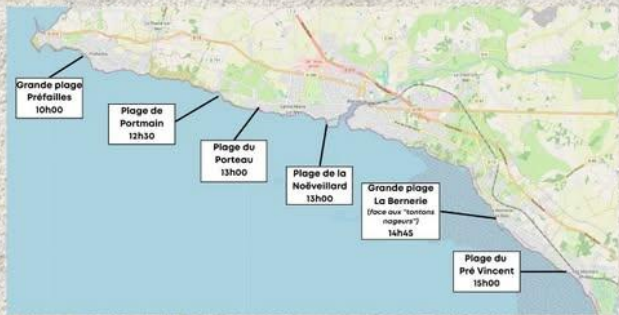 Grande plage
Préfailles
10h00
Plage de
Portmain
12h30
Plage du
Porteau
13h00
Plage de la
Noëveillard
13h00
Grande plage
La Bernerie
(face aux "tontons
nageurs")
14h45
Plage du
Pré Vincent
15h00